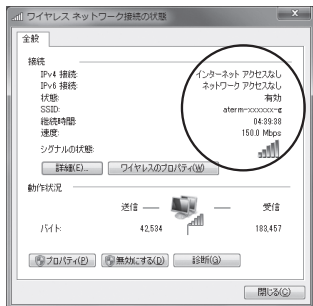 ワイヤレス ネットワーク接続の状態
全般
接続
IPv4 接続: インターネット アクセスなし
IPv6 接続: ネットワーク アクセスなし
状態: 有効
SSID: aterm-xxxxxx-g
継続時間: 04:39:38
速度: 150.0 Mbps
シグナルの状態:
詳細(E)... ワイヤレスのプロパティ(W)
動作状況
送信 受信
バイト: 42,534 183,457
プロパティ(P) 無効にする(D) 診断(G)
閉じる(C)